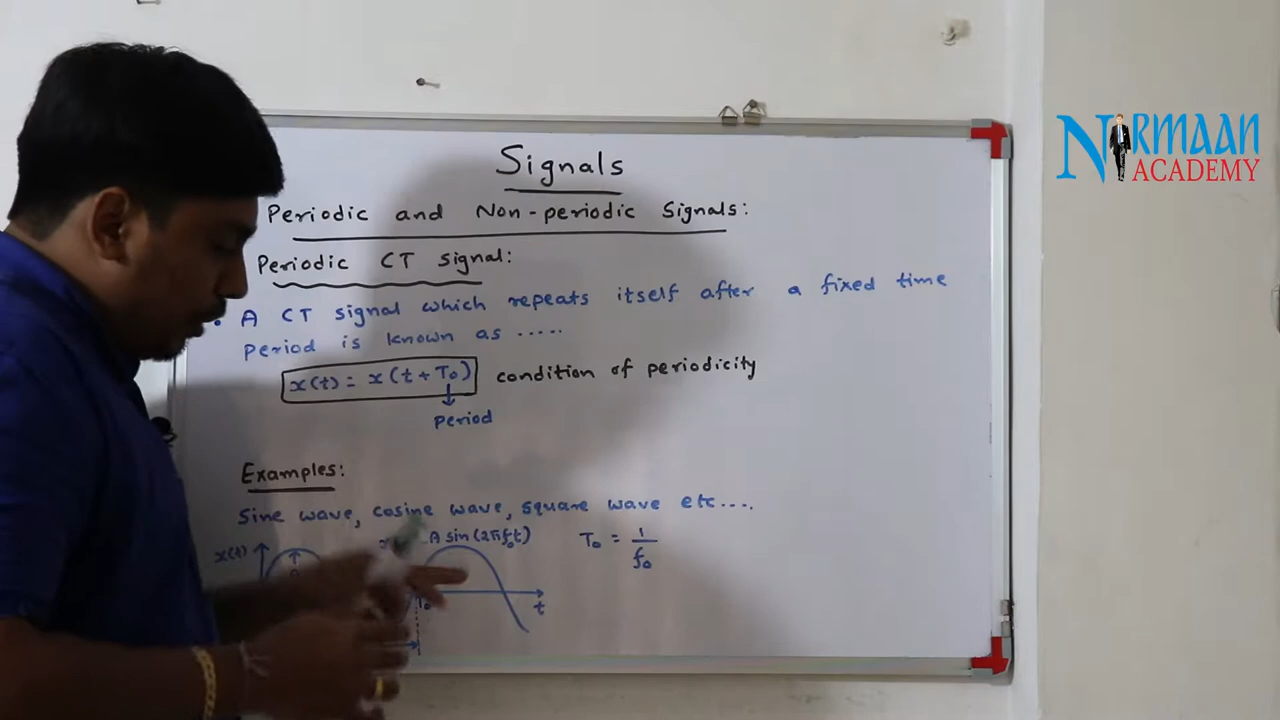 Signals
NIRMAAN
ACADEMY
Periodic and Non-periodic Signals:
Periodic CT signal:
• A CT signal which repeats itself after a fixed time
period is known as .....
x(t) = x(t + T₀) condition of periodicity
Period
Examples:
Sine wave, cosine wave, square wave etc....
x(t) A sin(2πf₀t) T₀ = 1/f₀
T₀
t